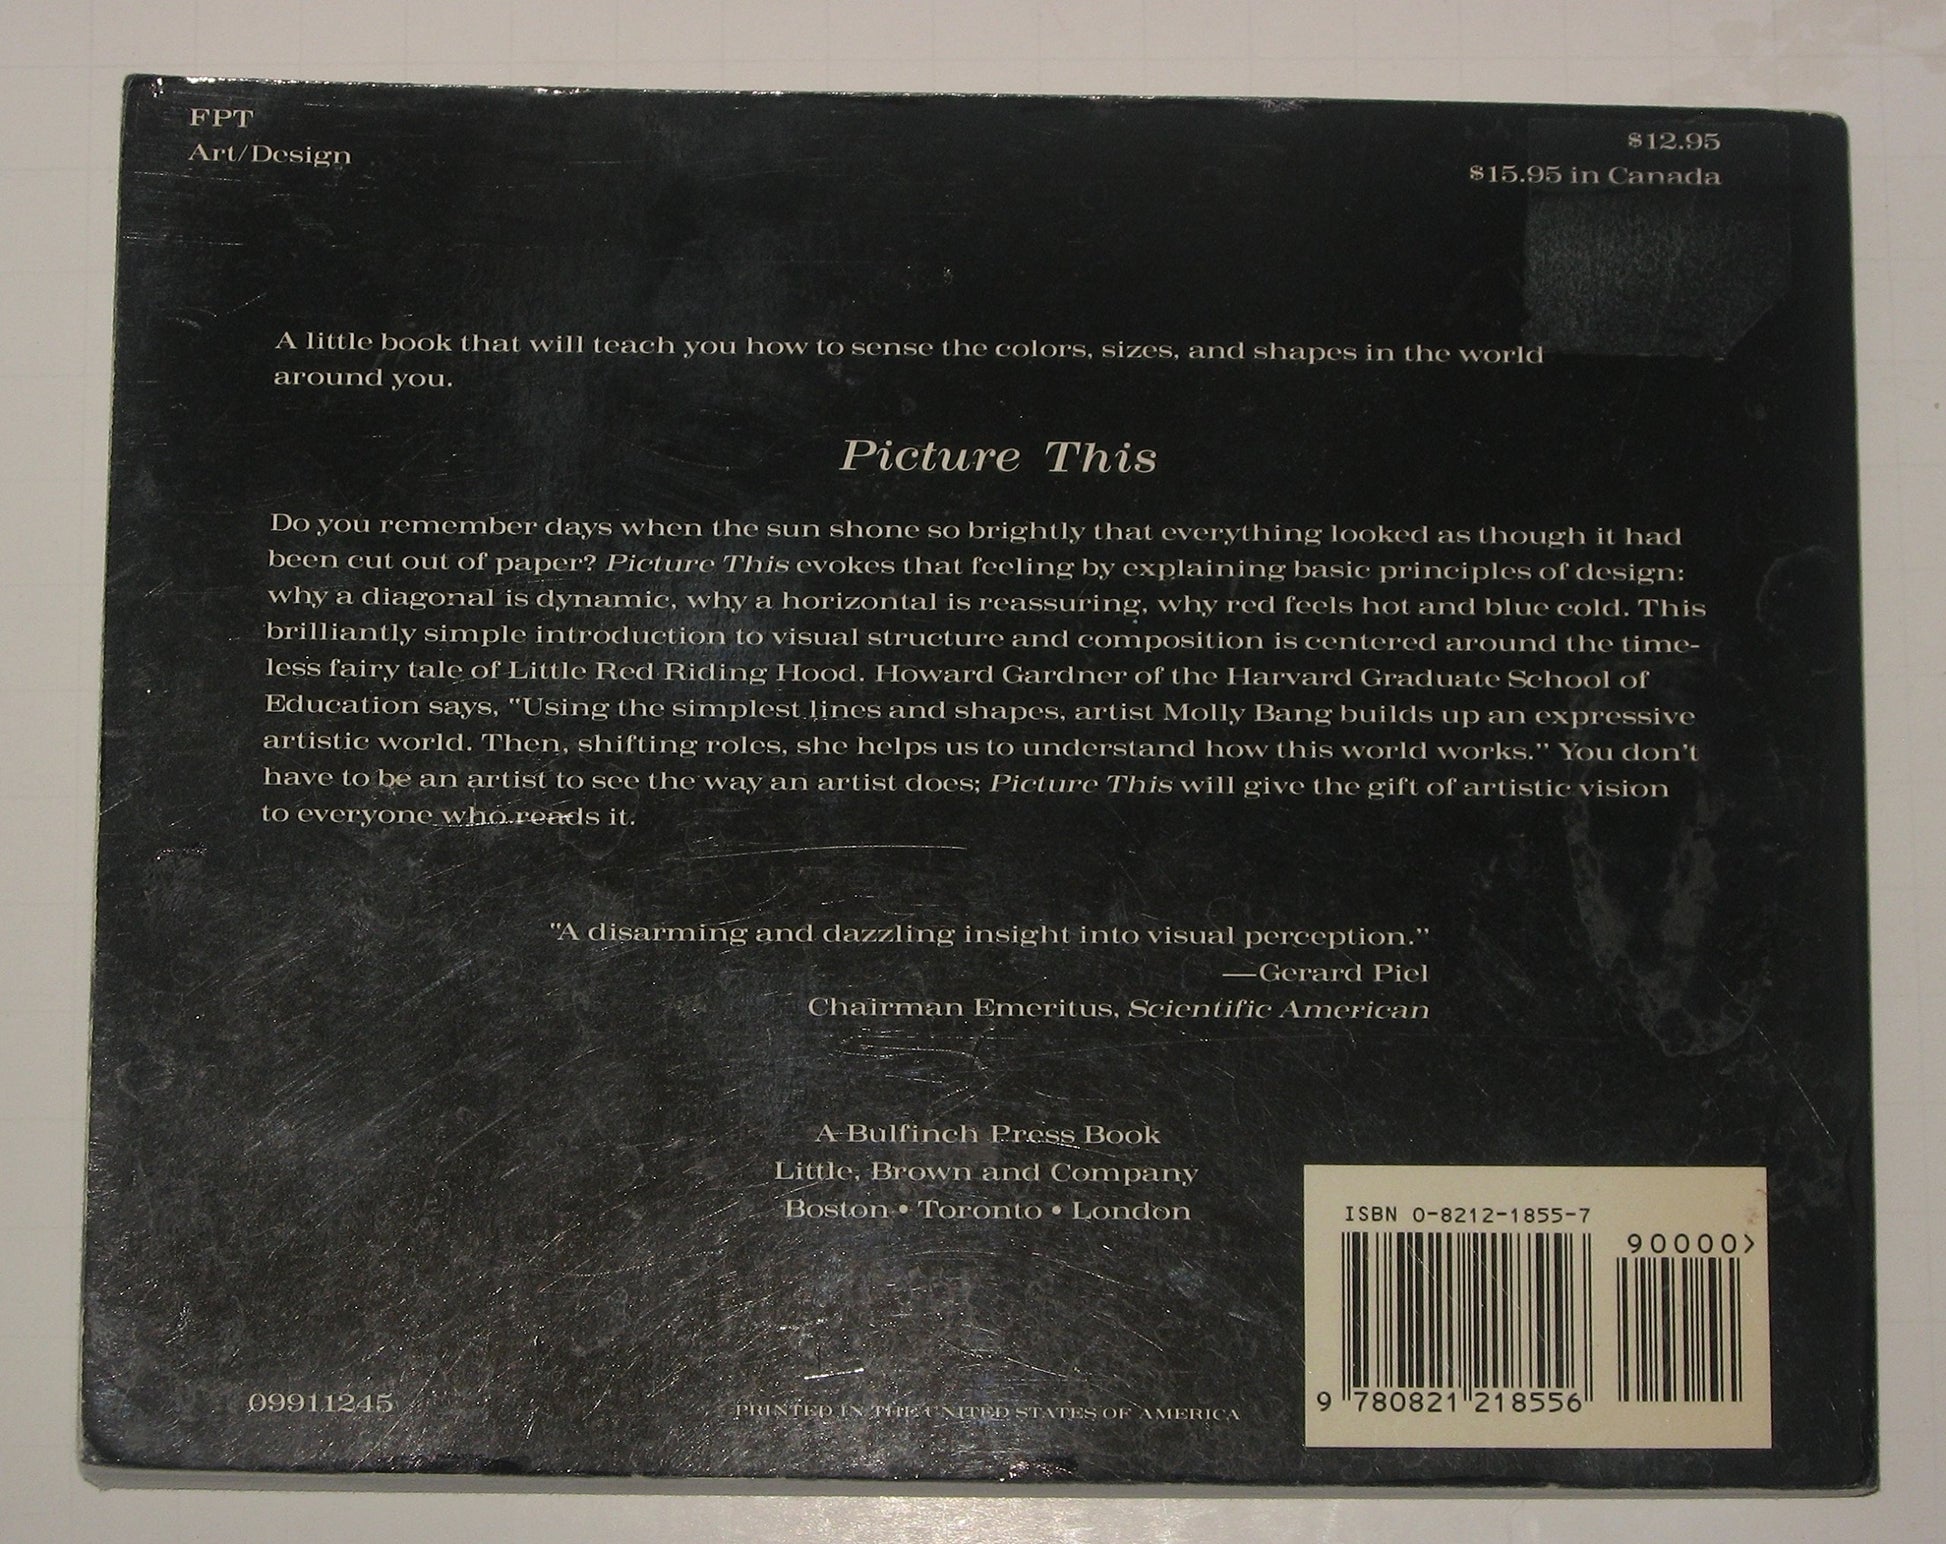 FPT
Art/Design
$12.95
$15.95 in Canada
A little book that will teach you how to sense the colors, sizes, and shapes in the world
around you.
Picture This
Do you remember days when the sun shone so brightly that everything looked as though it had
been cut out of paper? Picture This evokes that feeling by explaining basic principles of design:
why a diagonal is dynamic, why a horizontal is reassuring, why red feels hot and blue cold. This
brilliantly simple introduction to visual structure and composition is centered around the time-
less fairy tale of Little Red Riding Hood. Howard Gardner of the Harvard Graduate School of
Education says, "Using the simplest lines and shapes, artist Molly Bang builds up an expressive
artistic world. Then, shifting roles, she helps us to understand how this world works." You don't
have to be an artist to see the way an artist does; Picture This will give the gift of artistic vision
to everyone who reads it.
"A disarming and dazzling insight into visual perception."
—Gerard Piel
Chairman Emeritus, Scientific American
A Bulfinch Press Book
Little, Brown and Company
Boston • Toronto • London
ISBN 0-8212-1855-7
90000>
9 780821 218556
09911245
PRINTED IN THE UNITED STATES OF AMERICA